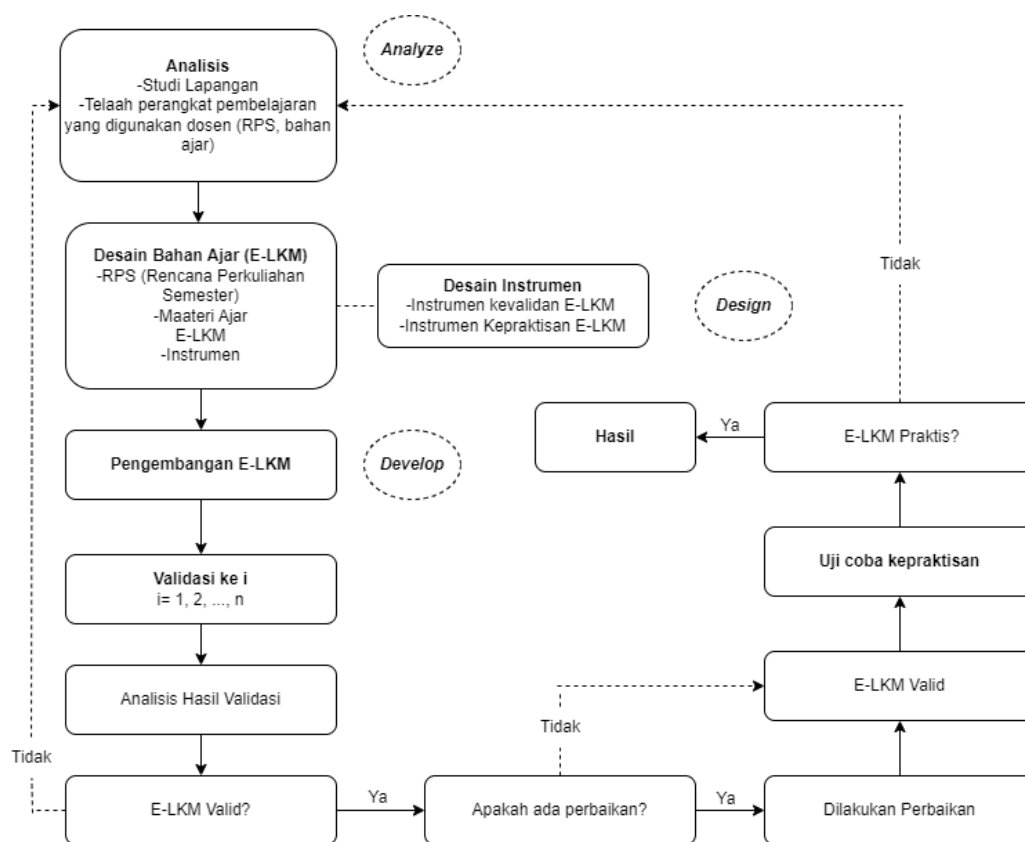 Analyze
Analisis
-Studi Lapangan
-Telaah perangkat pembelajaran
yang digunakan dosen (RPS, bahan
ajar)
Desain Bahan Ajar (E-LKM)
-RPS (Rencana Perkuliahan
Semester)
-Maateri Ajar
E-LKM
-Instrumen
Desain Instrumen
-Instrumen kevalidan E-LKM
-Instrumen Kepraktisan E-LKM
Design
Tidak
Pengembangan E-LKM
Develop
Hasil
Ya
E-LKM Praktis?
Validasi ke i
i= 1, 2, ..., n
Uji coba kepraktisan
Analisis Hasil Validasi
E-LKM Valid
Tidak
Tidak
E-LKM Valid?
Ya
Apakah ada perbaikan?
Ya
Dilakukan Perbaikan